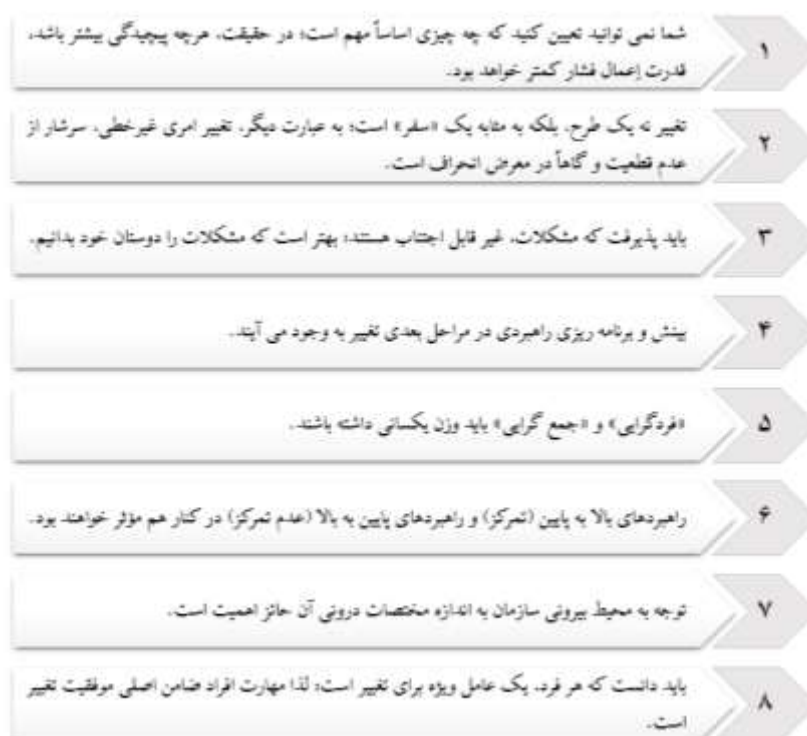 ۱
شما نمی توانید تعیین کنید که چه چیزی اساساً مهم است؛ در حقیقت، هرچه پیچیدگی بیشتر باشد،
قدرت إعمال فشار کمتر خواهد بود.
۲
تغییر نه یک طرح، بلکه به مثابه یک «سفر» است؛ به عبارت دیگر، تغییر امری غیرخطی، سرشار از
عدم قطعیت و گاهاً در معرض انحراف است.
۳
باید پذیرفت که مشکلات، غیر قابل اجتناب هستند؛ بهتر است که مشکلات را دوستان خود بدانیم.
۴
بینش و برنامه ریزی راهبردی در مراحل بعدی تغییر به وجود می آیند.
۵
«فردگرایی» و «جمع گرایی» باید وزن یکسانی داشته باشند.
۶
راهبردهای بالا به پایین (تمرکز) و راهبردهای پایین به بالا (عدم تمرکز) در کنار هم مؤثر خواهند بود.
۷
توجه به محیط بیرونی سازمان به اندازه مختصات درونی آن حائز اهمیت است.
۸
باید دانست که هر فرد، یک عامل ویژه برای تغییر است؛ لذا مهارت افراد ضامن اصلی موفقیت تغییر
است.